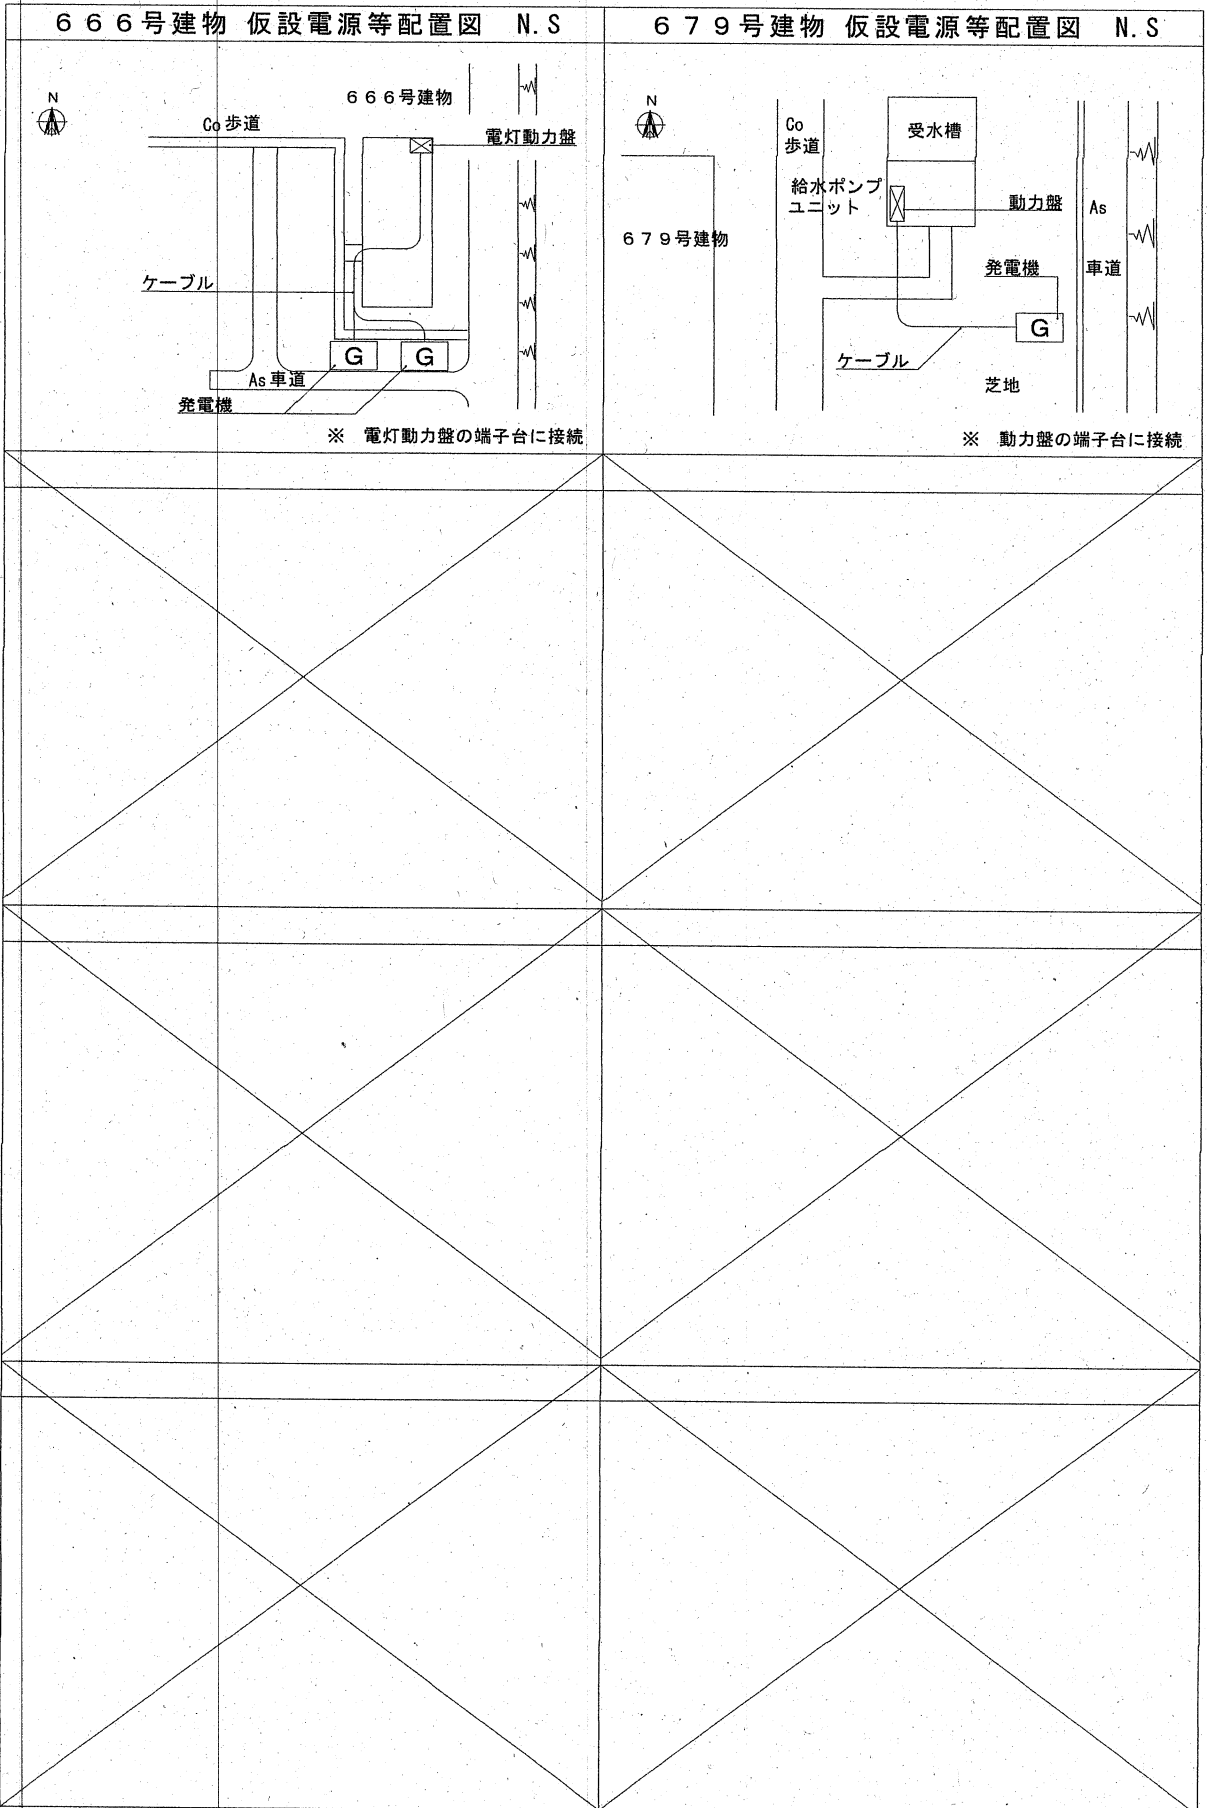 ６６６号建物 仮設電源等配置図　N.S
N
６６６号建物
Co 歩道
電灯動力盤
ケーブル
G
G
As 車道
発電機
※　電灯動力盤の端子台に接続
６７９号建物 仮設電源等配置図　N.S
N
Co
歩道
受水槽
給水ポンプ
ユニット
動力盤
As
６７９号建物
発電機
車道
G
ケーブル
芝地
※　動力盤の端子台に接続